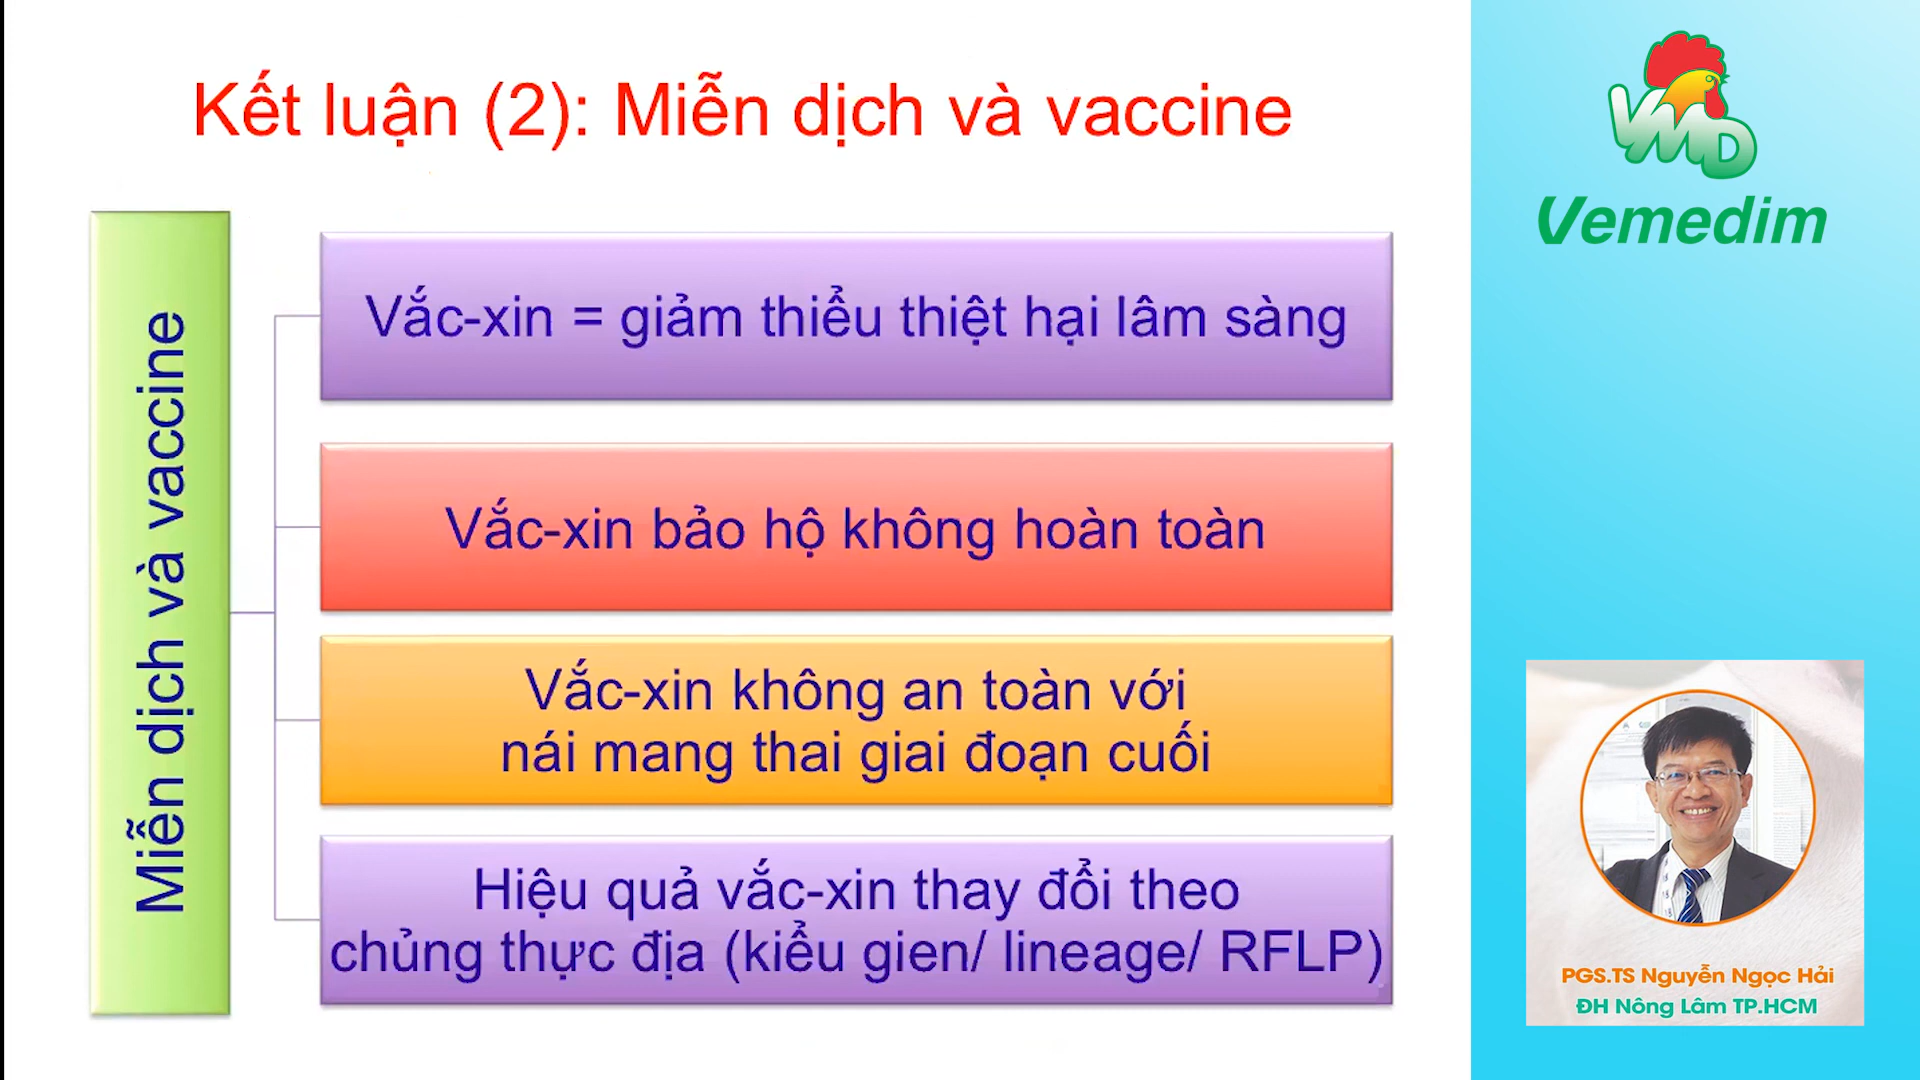 Kết luận (2): Miễn dịch và vaccine
Miễn dịch và vaccine
Vắc-xin = giảm thiểu thiệt hại lâm sàng
Vắc-xin bảo hộ không hoàn toàn
Vắc-xin không an toàn với
nái mang thai giai đoạn cuối
Hiệu quả vắc-xin thay đổi theo
chủng thực địa (kiểu gien/ lineage/ RFLP)
VMD
Vemedim
PGS.TS Nguyễn Ngọc Hải
ĐH Nông Lâm TP.HCM